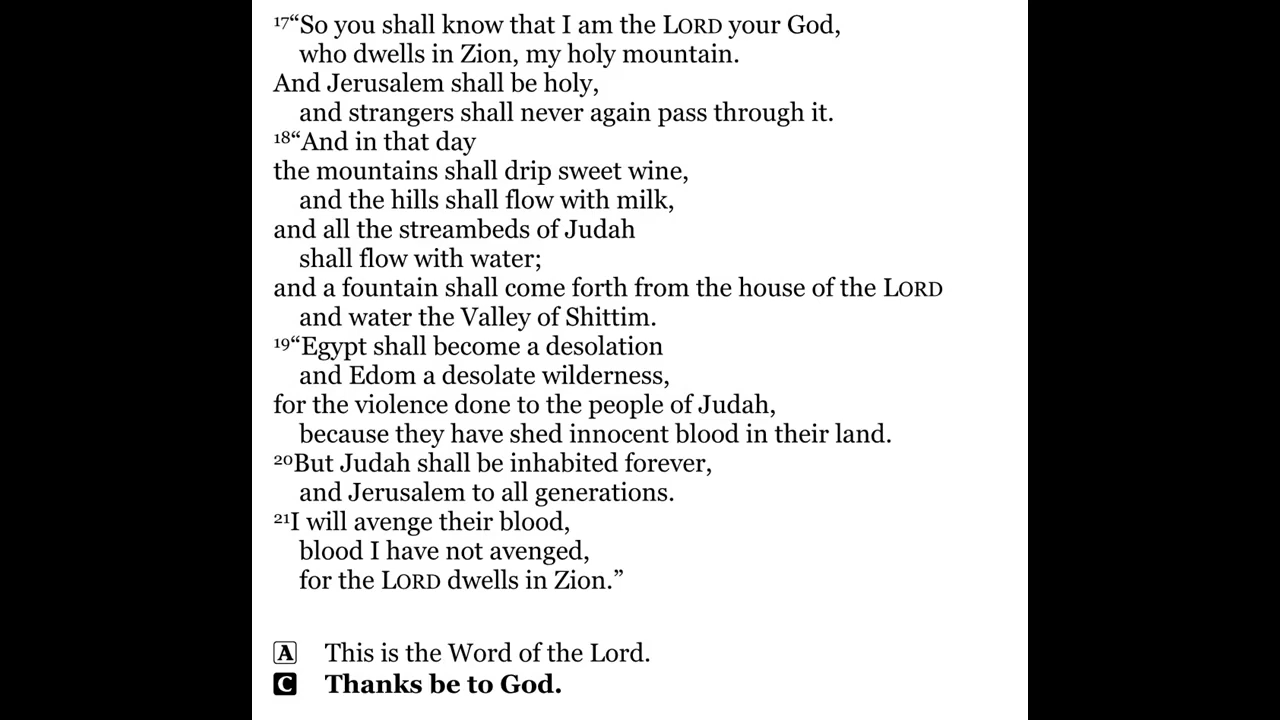 17“So you shall know that I am the LORD your God,
who dwells in Zion, my holy mountain.
And Jerusalem shall be holy,
and strangers shall never again pass through it.
18“And in that day
the mountains shall drip sweet wine,
and the hills shall flow with milk,
and all the streambeds of Judah
shall flow with water;
and a fountain shall come forth from the house of the LORD
and water the Valley of Shittim.
19“Egypt shall become a desolation
and Edom a desolate wilderness,
for the violence done to the people of Judah,
because they have shed innocent blood in their land.
20But Judah shall be inhabited forever,
and Jerusalem to all generations.
21I will avenge their blood,
blood I have not avenged,
for the LORD dwells in Zion.”
A This is the Word of the Lord.
C Thanks be to God.